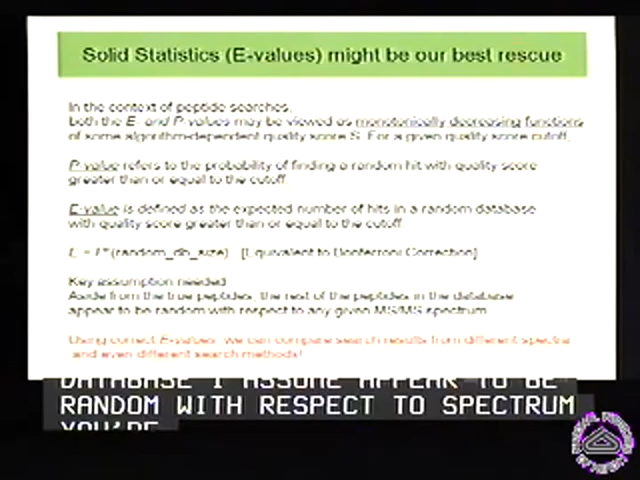 Solid Statistics (E-values) might be our best rescue
In the context of peptide searches,
both the E- and P-values may be viewed as monotonically decreasing functions
of some algorithm-dependent quality score S. For a given quality score cutoff,
P-value refers to the probability of finding a random hit with quality score
greater than or equal to the cutoff.
E-value is defined as the expected number of hits in a random database
with quality score greater than or equal to the cutoff
E = P*(random_db_size) [Equivalent to Bonferroni Correction]
Key assumption needed
Aside from the true peptides, the rest of the peptides in the database
appear to be random with respect to any given MS/MS spectrum
Using correct E-values, we can compare search results from different spectra
and even different search methods!
DATABASE I ASSUME APPEAR TO BE
RANDOM WITH RESPECT TO SPECTRUM
YOU'RE